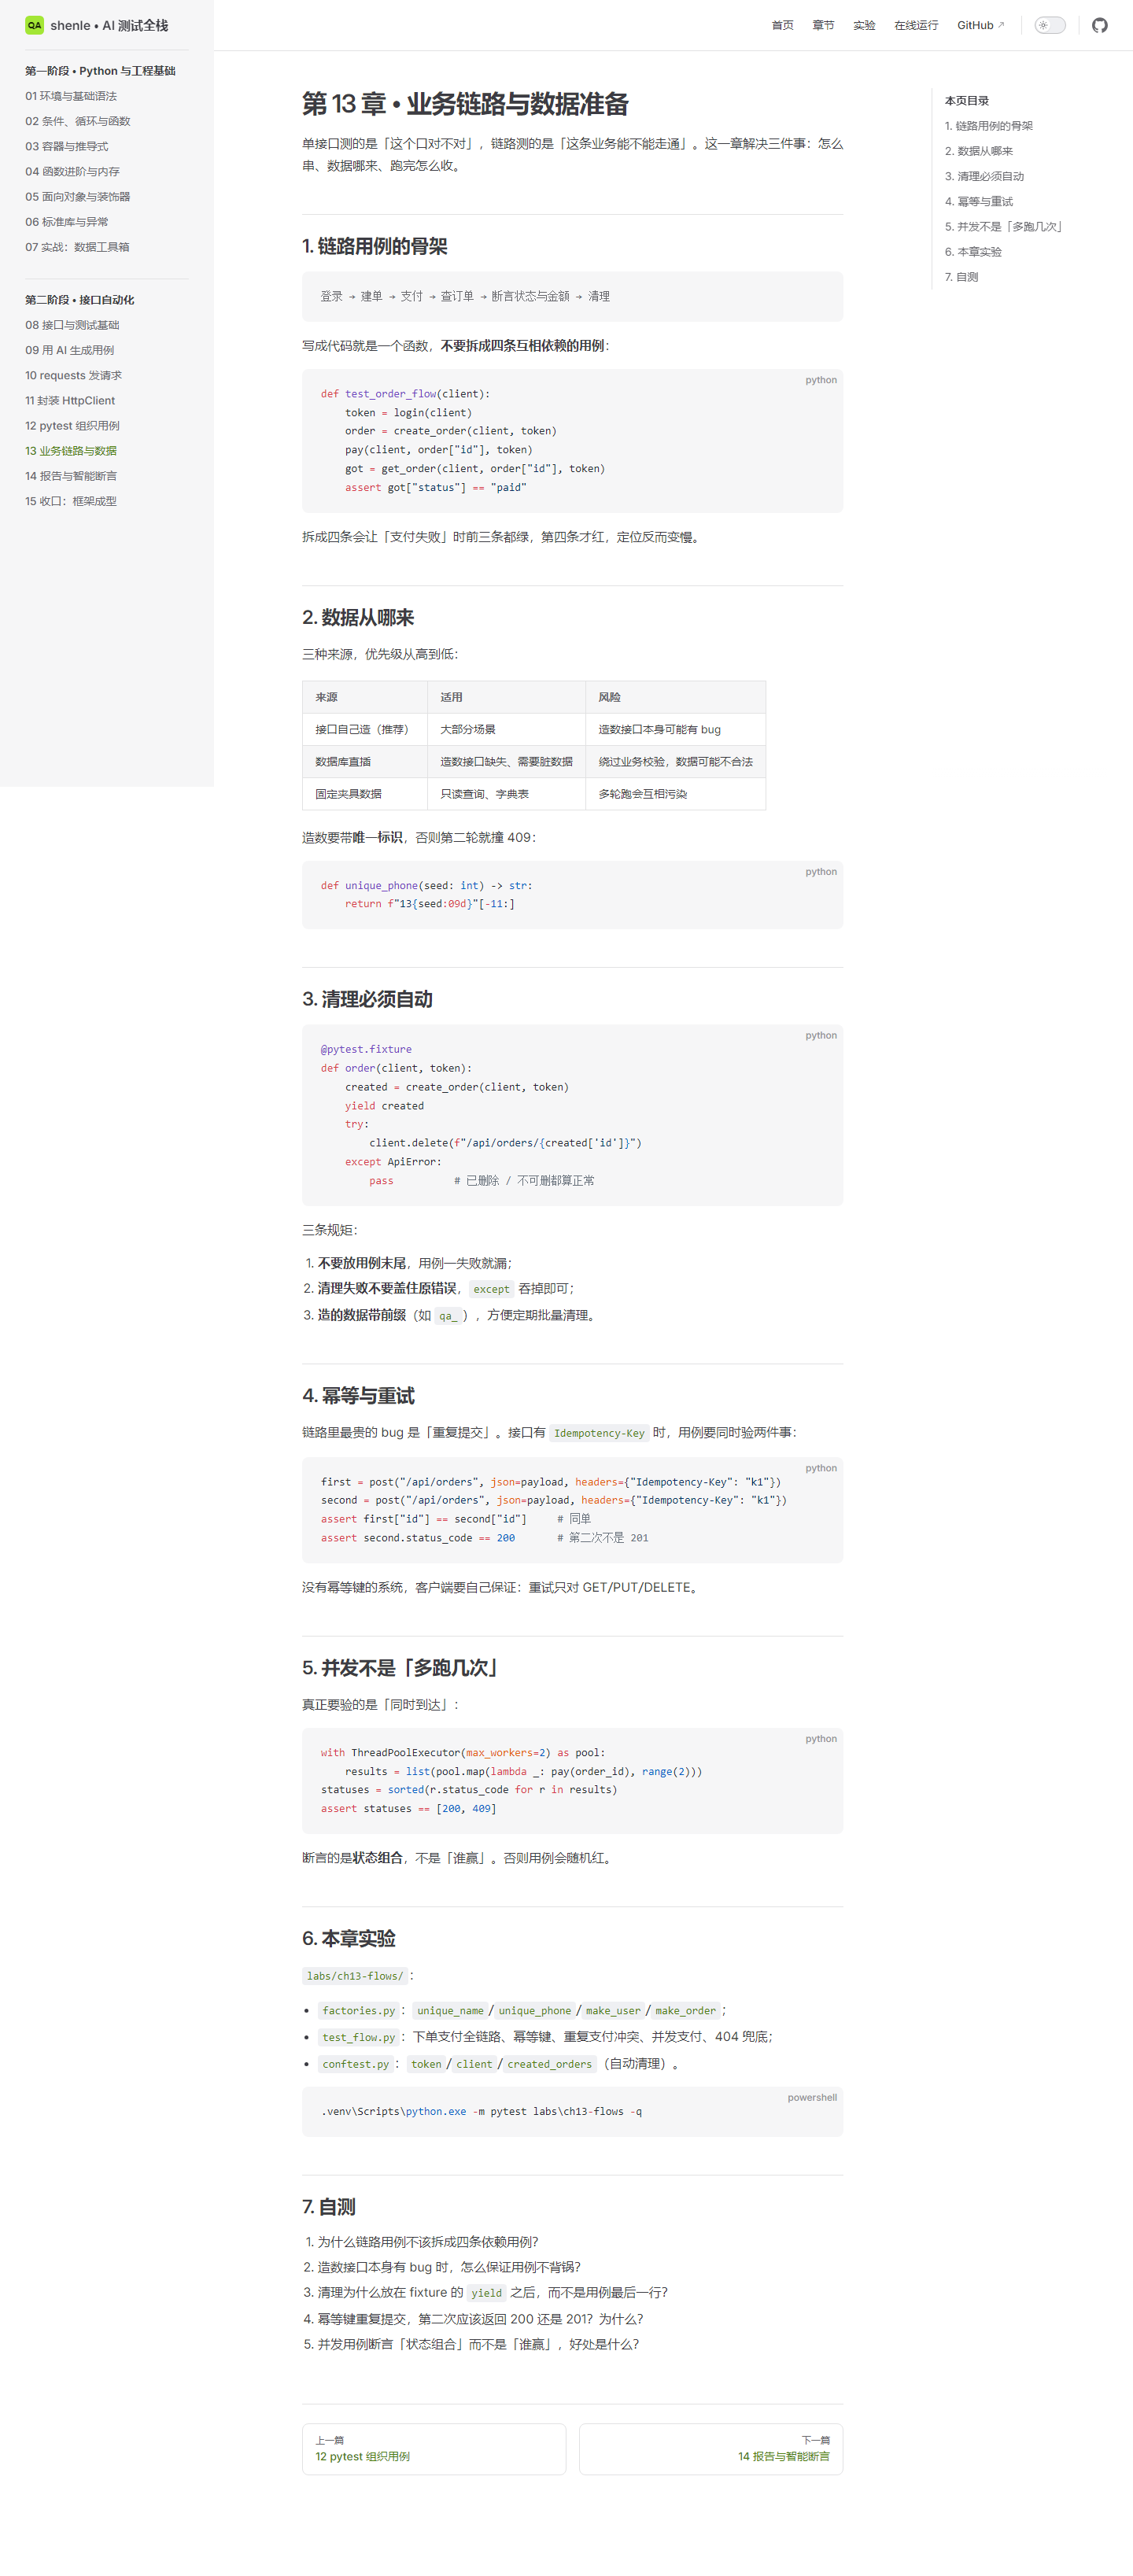 QA shenle • AI 测试全栈
首页 章节 实验 在线运行 GitHub ↗
第一阶段 • Python 与工程基础
01 环境与基础语法
02 条件、循环与函数
03 容器与推导式
04 函数进阶与内存
05 面向对象与装饰器
06 标准库与异常
07 实战：数据工具箱
第二阶段 • 接口自动化
08 接口与测试基础
09 用 AI 生成用例
10 requests 发请求
11 封装 HttpClient
12 pytest 组织用例
13 业务链路与数据
14 报告与智能断言
15 收口：框架成型
第 13 章 • 业务链路与数据准备
单接口测的是「这个口对不对」，链路测的是「这条业务能不能走通」。这一章解决三件事：怎么
串、数据哪来、跑完怎么收。
1. 链路用例的骨架
登录 → 建单 → 支付 → 查订单 → 断言状态与金额 → 清理
写成代码就是一个函数，不要拆成四条互相依赖的用例：
python
def test_order_flow(client):
    token = login(client)
    order = create_order(client, token)
    pay(client, order["id"], token)
    got = get_order(client, order["id"], token)
    assert got["status"] == "paid"
拆成四条会让「支付失败」时前三条都绿，第四条才红，定位反而变慢。
2. 数据从哪来
三种来源，优先级从高到低：
来源 适用 风险
接口自己造（推荐） 大部分场景 造数接口本身可能有 bug
数据库直播 造数接口缺失、需要脏数据 绕过业务校验，数据可能不合法
固定夹具数据 只读查询、字典表 多轮跑会互相污染
造数要带唯一标识，否则第二轮就撞 409：
python
def unique_phone(seed: int) -> str:
    return f"13{seed:09d}"[-11:]
3. 清理必须自动
python
@pytest.fixture
def order(client, token):
    created = create_order(client, token)
    yield created
    try:
        client.delete(f"/api/orders/{created['id']}")
    except ApiError:
        pass          # 已删除 / 不可删都算正常
三条规矩：
1. 不要放用例末尾，用例一失败就漏；
2. 清理失败不要盖住原错误，except 吞掉即可；
3. 造的数据带前缀（如 qa_），方便定期批量清理。
4. 幂等与重试
链路里最贵的 bug 是「重复提交」。接口有 Idempotency-Key 时，用例要同时验两件事：
python
first = post("/api/orders", json=payload, headers={"Idempotency-Key": "k1"})
second = post("/api/orders", json=payload, headers={"Idempotency-Key": "k1"})
assert first["id"] == second["id"]     # 同单
assert second.status_code == 200       # 第二次不是 201
没有幂等键的系统，客户端要自己保证：重试只对 GET/PUT/DELETE。
5. 并发不是「多跑几次」
真正要验的是「同时到达」：
python
with ThreadPoolExecutor(max_workers=2) as pool:
    results = list(pool.map(lambda _: pay(order_id), range(2)))
statuses = sorted(r.status_code for r in results)
assert statuses == [200, 409]
断言的是状态组合，不是「谁赢」。否则用例会随机红。
6. 本章实验
labs/ch13-flows/：
• factories.py：unique_name/unique_phone/make_user/make_order；
• test_flow.py：下单支付全链路、幂等键、重复支付冲突、并发支付、404 兜底；
• conftest.py：token/client/created_orders（自动清理）。
powershell
.venv\Scripts\python.exe -m pytest labs\ch13-flows -q
7. 自测
1. 为什么链路用例不该拆成四条依赖用例？
2. 造数接口本身有 bug 时，怎么保证用例不背锅？
3. 清理为什么放在 fixture 的 yield 之后，而不是用例最后一行？
4. 幂等键重复提交，第二次应该返回 200 还是 201？为什么？
5. 并发用例断言「状态组合」而不是「谁赢」，好处是什么？
上一篇
12 pytest 组织用例
下一篇
14 报告与智能断言
本页目录
1. 链路用例的骨架
2. 数据从哪来
3. 清理必须自动
4. 幂等与重试
5. 并发不是「多跑几次」
6. 本章实验
7. 自测